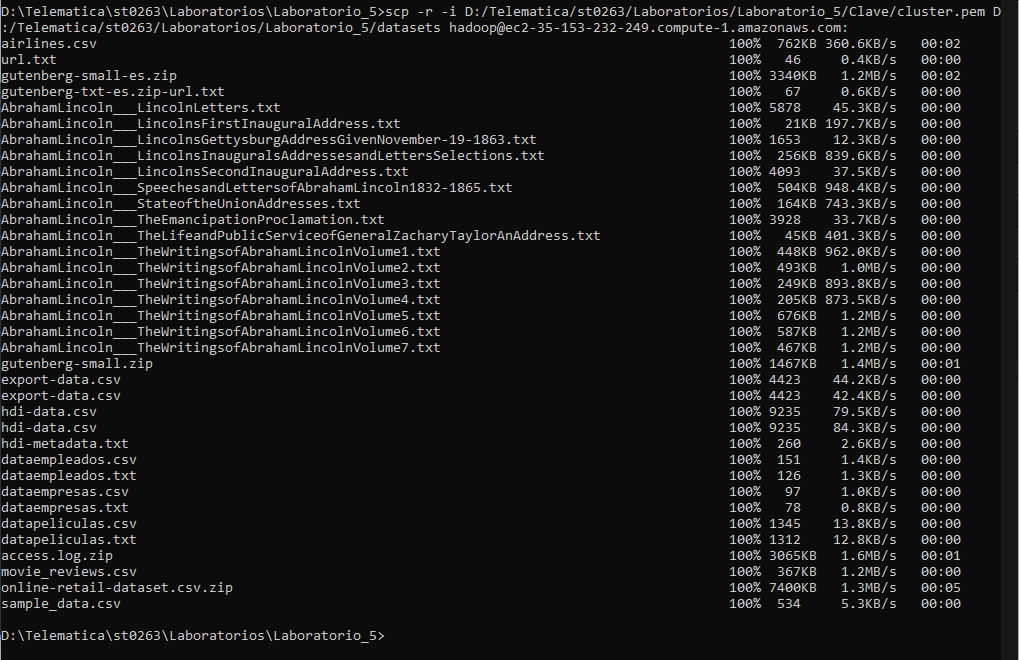 D:\Telematica\st0263\Laboratorios\Laboratorio_5>scp -r -i D:/Telematica/st0263/Laboratorios/Laboratorio_5/Clave/cluster.pem D
:/Telematica/st0263/Laboratorios/Laboratorio_5/datasets hadoop@ec2-35-153-232-249.compute-1.amazonaws.com:
airlines.csv 100% 762KB 360.6KB/s 00:02
url.txt 100% 46 0.4KB/s 00:00
gutenberg-small-es.zip 100% 3340KB 1.2MB/s 00:02
gutenberg-txt-es.zip-url.txt 100% 67 0.6KB/s 00:00
AbrahamLincoln___LincolnLetters.txt 100% 5878 45.3KB/s 00:00
AbrahamLincoln___LincolnsFirstInauguralAddress.txt 100% 21KB 197.7KB/s 00:00
AbrahamLincoln___LincolnsGettysburgAddressGivenNovember-19-1863.txt 100% 1653 12.3KB/s 00:00
AbrahamLincoln___LincolnsInauguralsAddressesandLettersSelections.txt 100% 256KB 839.6KB/s 00:00
AbrahamLincoln___LincolnsSecondInauguralAddress.txt 100% 4093 37.5KB/s 00:00
AbrahamLincoln___SpeechesandLettersofAbrahamLincoln1832-1865.txt 100% 504KB 948.4KB/s 00:00
AbrahamLincoln___StateoftheUnionAddresses.txt 100% 164KB 743.3KB/s 00:00
AbrahamLincoln___TheEmancipationProclamation.txt 100% 3928 33.7KB/s 00:00
AbrahamLincoln___TheLifeandPublicServiceofGeneralZacharyTaylorAnAddress.txt 100% 45KB 401.3KB/s 00:00
AbrahamLincoln___TheWritingsofAbrahamLincolnVolume1.txt 100% 448KB 962.0KB/s 00:00
AbrahamLincoln___TheWritingsofAbrahamLincolnVolume2.txt 100% 493KB 1.0MB/s 00:00
AbrahamLincoln___TheWritingsofAbrahamLincolnVolume3.txt 100% 249KB 893.8KB/s 00:00
AbrahamLincoln___TheWritingsofAbrahamLincolnVolume4.txt 100% 205KB 873.5KB/s 00:00
AbrahamLincoln___TheWritingsofAbrahamLincolnVolume5.txt 100% 676KB 1.2MB/s 00:00
AbrahamLincoln___TheWritingsofAbrahamLincolnVolume6.txt 100% 587KB 1.2MB/s 00:00
AbrahamLincoln___TheWritingsofAbrahamLincolnVolume7.txt 100% 467KB 1.2MB/s 00:00
gutenberg-small.zip 100% 1467KB 1.4MB/s 00:01
export-data.csv 100% 4423 44.2KB/s 00:00
export-data.csv 100% 4423 42.4KB/s 00:00
hdi-data.csv 100% 9235 79.5KB/s 00:00
hdi-data.csv 100% 9235 84.3KB/s 00:00
hdi-metadata.txt 100% 260 2.6KB/s 00:00
dataempleados.csv 100% 151 1.4KB/s 00:00
dataempleados.txt 100% 126 1.3KB/s 00:00
dataempresas.csv 100% 97 1.0KB/s 00:00
dataempresas.txt 100% 78 0.8KB/s 00:00
datapeliculas.csv 100% 1345 13.8KB/s 00:00
datapeliculas.txt 100% 1312 12.8KB/s 00:00
access.log.zip 100% 3065KB 1.6MB/s 00:01
movie_reviews.csv 100% 367KB 1.2MB/s 00:00
online-retail-dataset.csv.zip 100% 7400KB 1.3MB/s 00:05
sample_data.csv 100% 534 5.3KB/s 00:00
D:\Telematica\st0263\Laboratorios\Laboratorio_5>